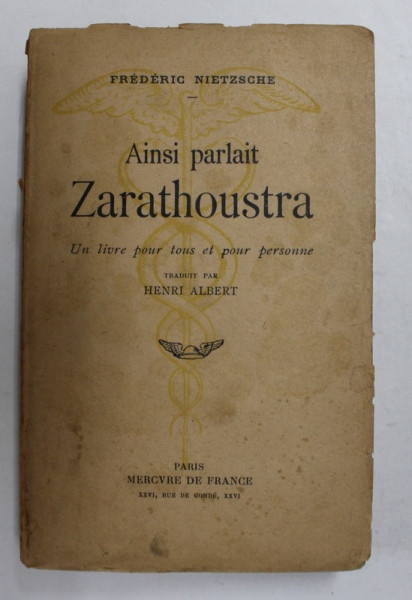 FRÉDÉRIC NIETZSCHE
—
Ainsi parlait
Zarathoustra
Un livre pour tous et pour personne
TRADUIT PAR
HENRI ALBERT
PARIS
MERCVRE DE FRANCE
XXVI, RUE DE CONDÉ, XXVI